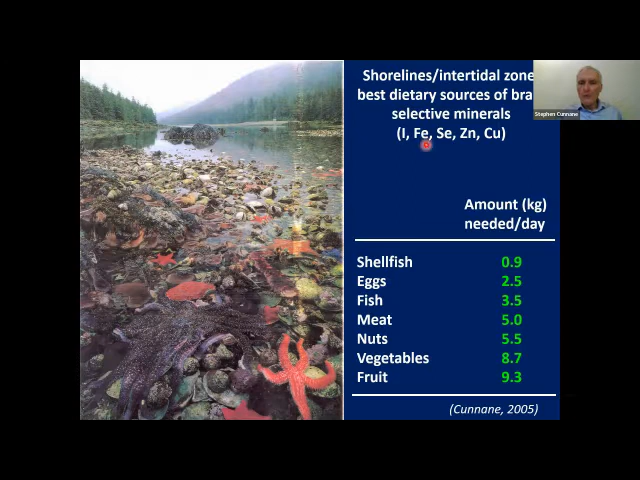 Shorelines/intertidal zone
best dietary sources of bra
selective minerals
(I, Fe, Se, Zn, Cu)
Stephen Cunnane
Amount (kg)
needed/day
Shellfish 0.9
Eggs 2.5
Fish 3.5
Meat 5.0
Nuts 5.5
Vegetables 8.7
Fruit 9.3
(Cunnane, 2005)